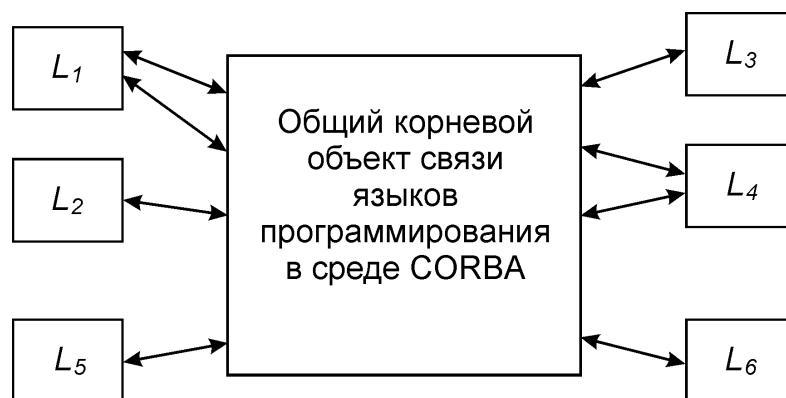 L1
L2
L5
Общий корневой
объект связи
языков
программирования
в среде CORBA
L3
L4
L6